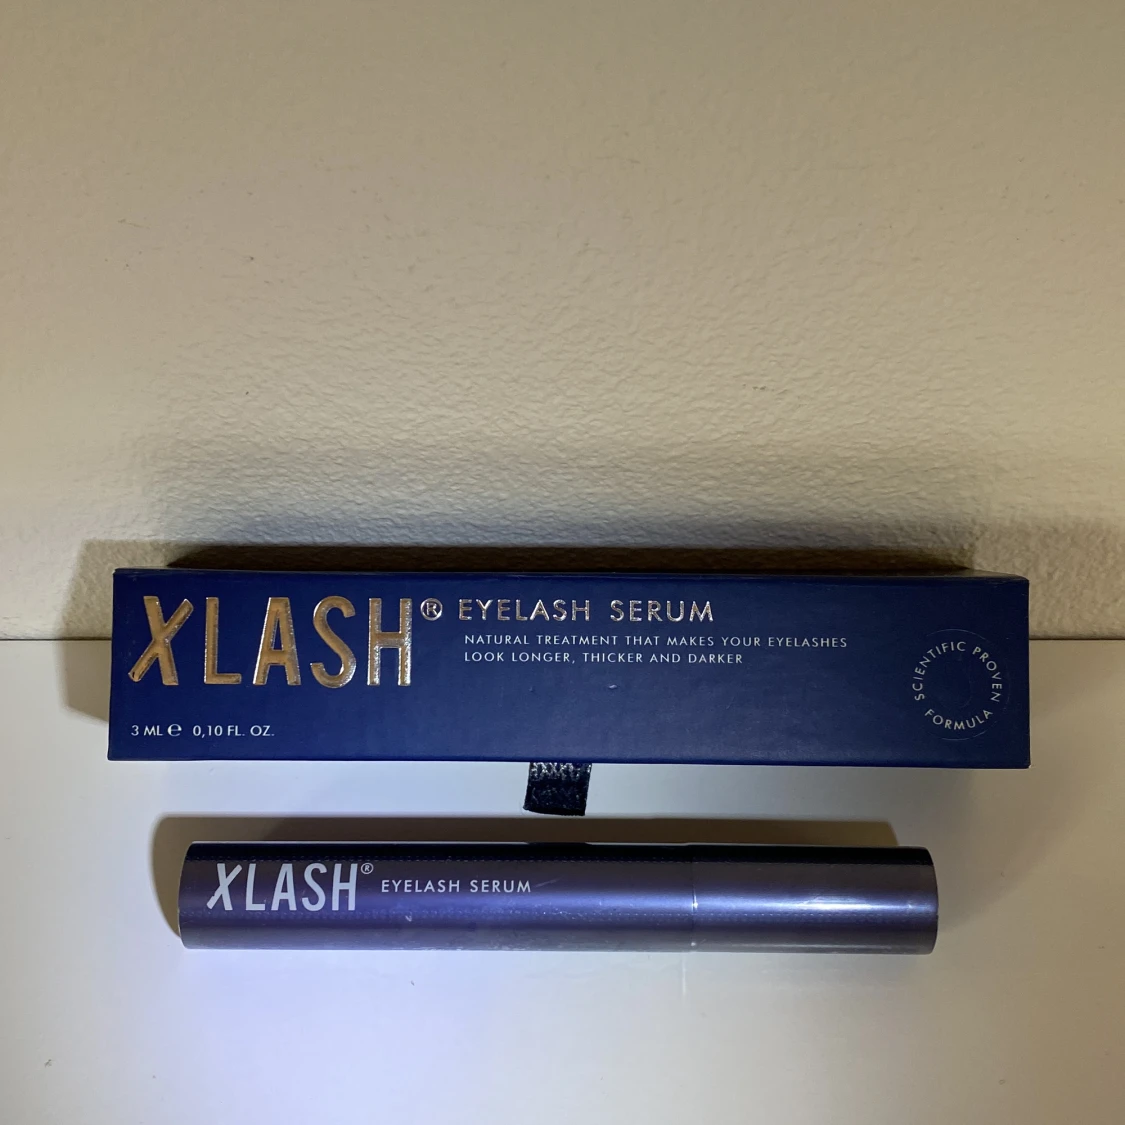 XLASH® EYELASH SERUM
NATURAL TREATMENT THAT MAKES YOUR EYELASHES
LOOK LONGER, THICKER AND DARKER
3 ML ℮ 0,10 FL. OZ.
SCIENTIFIC PROVEN
FORMULA
XLASH® EYELASH SERUM